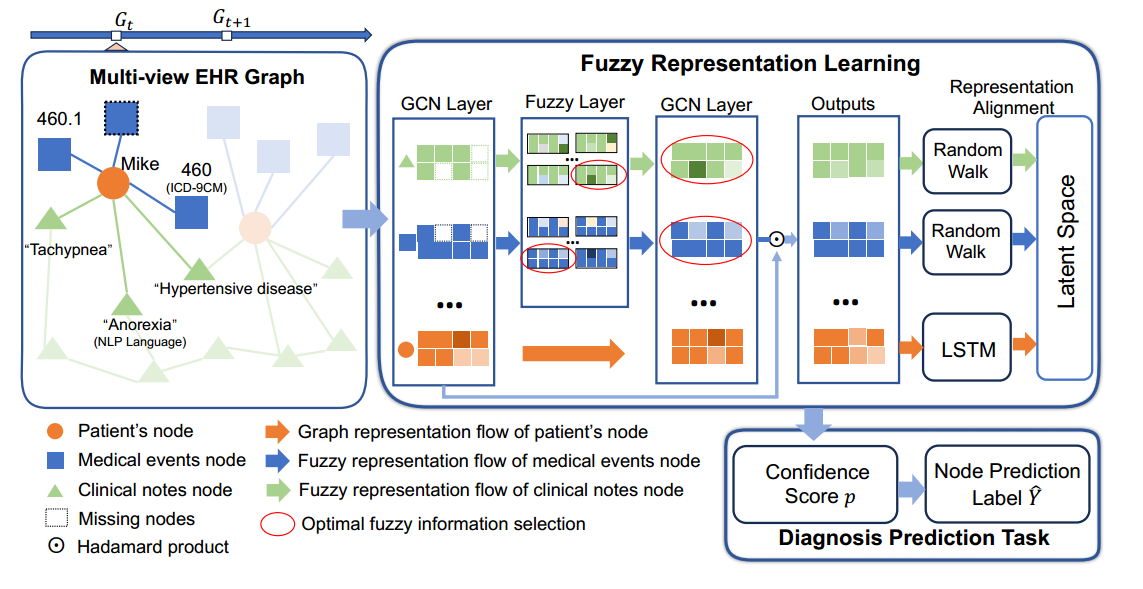 G_t
G_{t+1}
Multi-view EHR Graph
460.1
Mike
460
(ICD-9CM)
“Tachypnea”
“Hypertensive disease”
“Anorexia”
(NLP Language)
Fuzzy Representation Learning
GCN Layer
Fuzzy Layer
GCN Layer
Outputs
Representation
Alignment
...
...
...
...
...
Random
Walk
Random
Walk
LSTM
Latent Space
Patient’s node
Medical events node
Clinical notes node
Missing nodes
Hadamard product
Graph representation flow of patient’s node
Fuzzy representation flow of medical events node
Fuzzy representation flow of clinical notes node
Optimal fuzzy information selection
Confidence
Score p
Node Prediction
Label Ŷ
Diagnosis Prediction Task